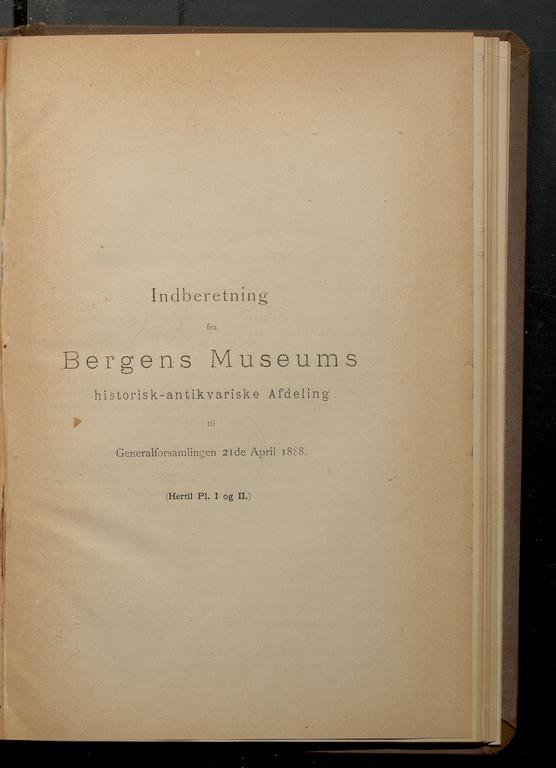 Indberetning
fra
Bergens Museums
historisk-antikvariske Afdeling
til
Generalforsamlingen 21de April 1888.
(Hertil Pl. I og II.)